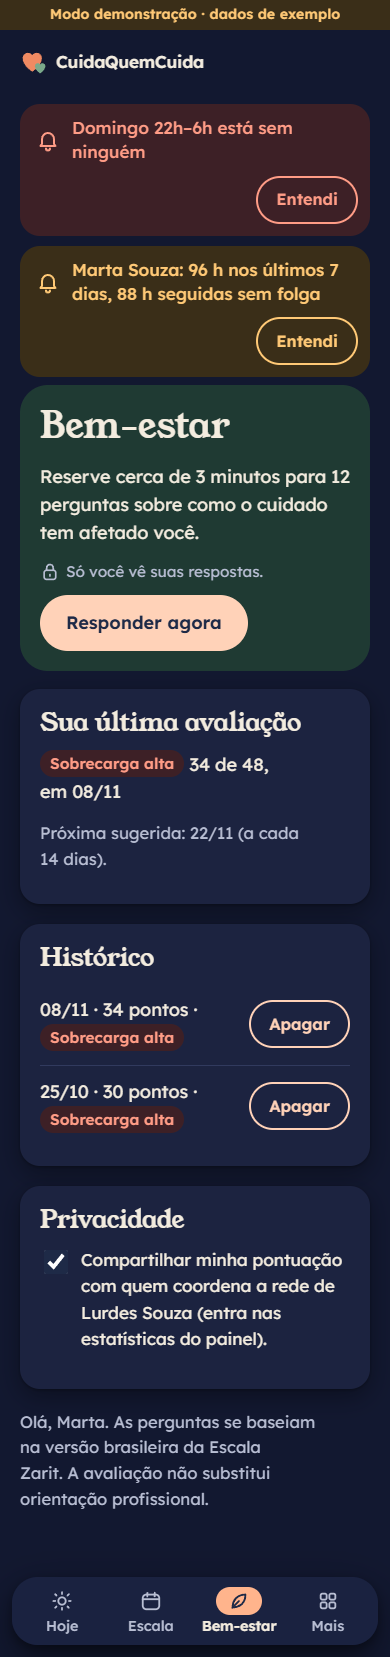 Modo demonstração · dados de exemplo
CuidaQuemCuida
Domingo 22h–6h está sem
ninguém
Entendi
Marta Souza: 96 h nos últimos 7
dias, 88 h seguidas sem folga
Entendi
Bem-estar
Reserve cerca de 3 minutos para 12
perguntas sobre como o cuidado
tem afetado você.
Só você vê suas respostas.
Responder agora
Sua última avaliação
Sobrecarga alta 34 de 48,
em 08/11
Próxima sugerida: 22/11 (a cada
14 dias).
Histórico
08/11 · 34 pontos ·
Sobrecarga alta
Apagar
25/10 · 30 pontos ·
Sobrecarga alta
Apagar
Privacidade
Compartilhar minha pontuação
com quem coordena a rede de
Lurdes Souza (entra nas
estatísticas do painel).
Olá, Marta. As perguntas se baseiam
na versão brasileira da Escala
Zarit. A avaliação não substitui
orientação profissional.
Hoje
Escala
Bem-estar
Mais